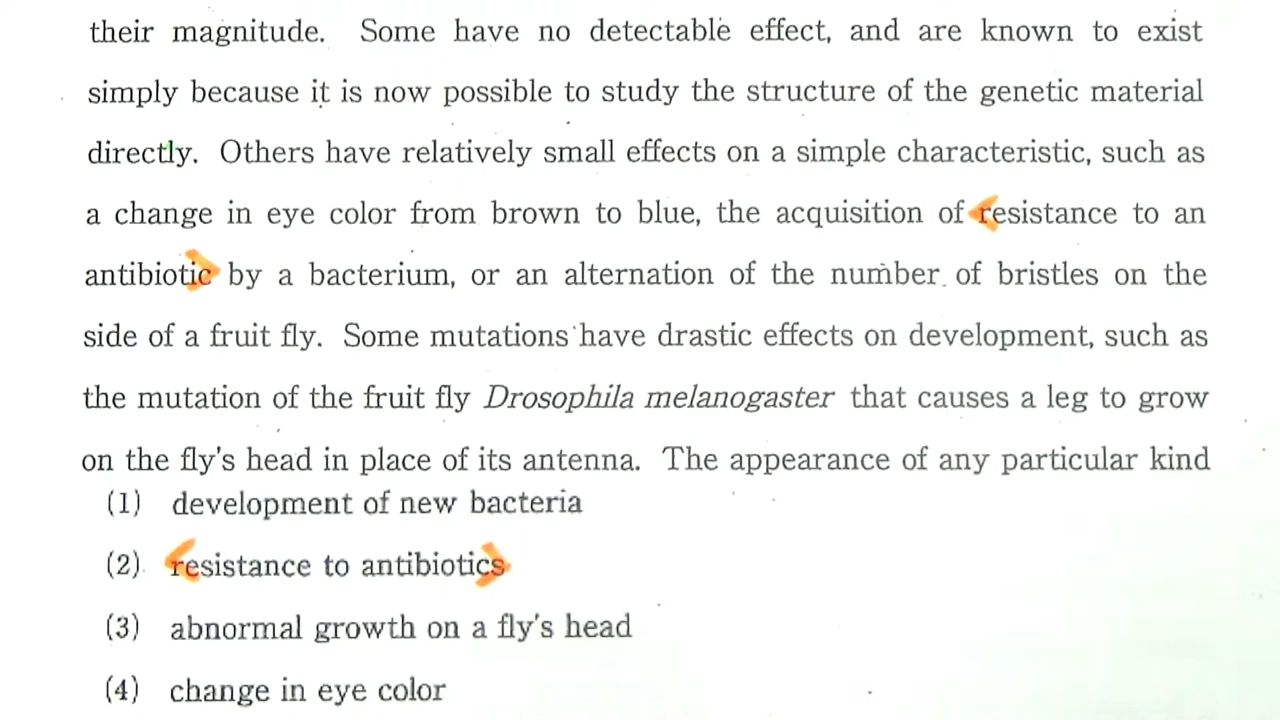 their magnitude. Some have no detectable effect, and are known to exist
simply because it is now possible to study the structure of the genetic material
directly. Others have relatively small effects on a simple characteristic, such as
a change in eye color from brown to blue, the acquisition of resistance to an
antibiotic by a bacterium, or an alternation of the number of bristles on the
side of a fruit fly. Some mutations have drastic effects on development, such as
the mutation of the fruit fly Drosophila melanogaster that causes a leg to grow
on the fly's head in place of its antenna. The appearance of any particular kind
(1) development of new bacteria
(2) resistance to antibiotics
(3) abnormal growth on a fly's head
(4) change in eye color